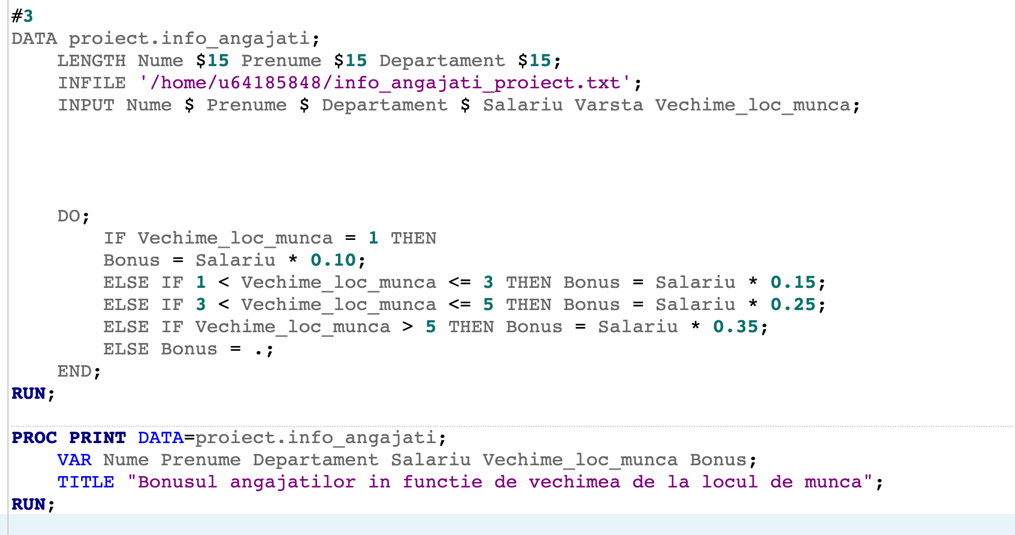 #3
DATA proiect.info_angajati;
LENGTH Nume $15 Prenume $15 Departament $15;
INFILE '/home/u64185848/info_angajati_proiect.txt';
INPUT Nume $ Prenume $ Departament $ Salariu Varsta Vechime_loc_munca;
DO;
IF Vechime_loc_munca = 1 THEN
Bonus = Salariu * 0.10;
ELSE IF 1 < Vechime_loc_munca <= 3 THEN Bonus = Salariu * 0.15;
ELSE IF 3 < Vechime_loc_munca <= 5 THEN Bonus = Salariu * 0.25;
ELSE IF Vechime_loc_munca > 5 THEN Bonus = Salariu * 0.35;
ELSE Bonus = .;
END;
RUN;
PROC PRINT DATA=proiect.info_angajati;
VAR Nume Prenume Departament Salariu Vechime_loc_munca Bonus;
TITLE "Bonusul angajatilor in functie de vechimea de la locul de munca";
RUN;